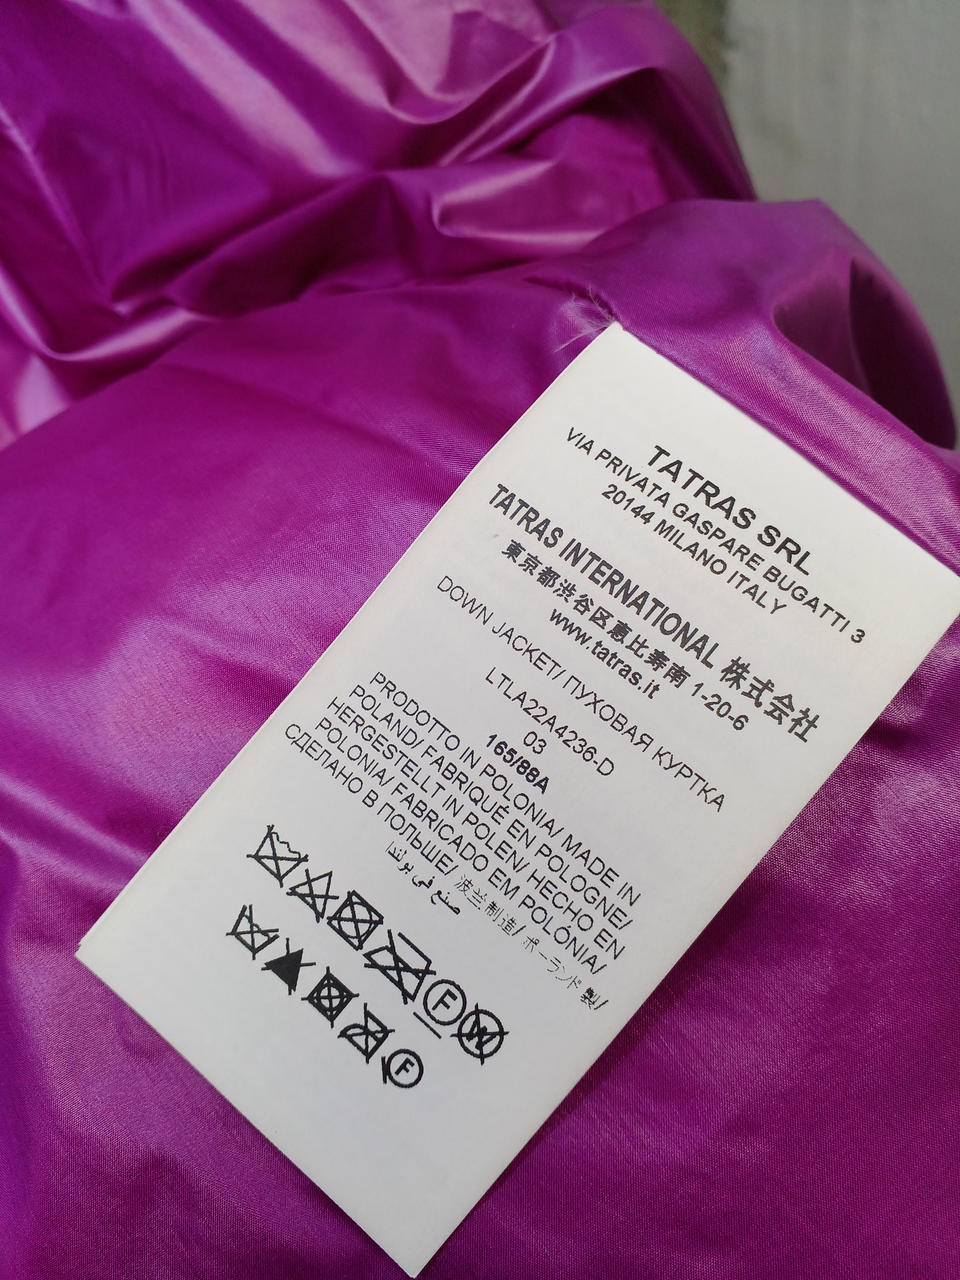 TATRAS SRL
VIA PRIVATA GASPARE BUGATTI 3
20144 MILANO ITALY
TATRAS INTERNATIONAL 株式会社
東京都渋谷区恵比寿南 1-20-6
www.tatras.it
DOWN JACKET/ ПУХОВАЯ КУРТКА
LTLA22A4236-D
03
165/88A
PRODOTTO IN POLONIA/ MADE IN
POLAND/ FABRIQUÉ EN POLOGNE/
HERGESTELLT IN POLEN/ HECHO EN
POLONIA/ FABRICADO EM POLÓNIA/
СДЕЛАНО В ПОЛЬШЕ/ 波兰制造/ ポーランド製/
صنع في بولندا
F W
F